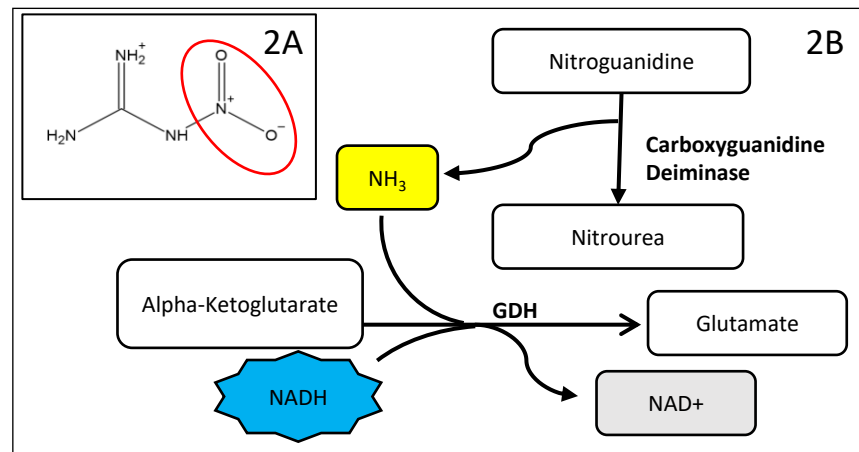 2A
NH2+
O
N+
H2N
NH
O−
2B
Nitroguanidine
Carboxyguanidine
Deiminase
NH3
Nitrourea
Alpha-Ketoglutarate
GDH
Glutamate
NADH
NAD+